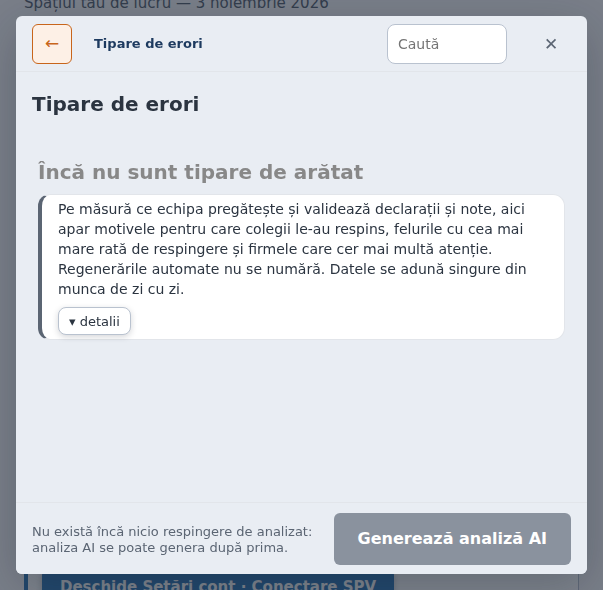 Spațiul tău de lucru — 3 noiembrie 2026
← Tipare de erori Caută ✕
Tipare de erori
Încă nu sunt tipare de arătat
Pe măsură ce echipa pregătește și validează declarații și note, aici
apar motivele pentru care colegii le-au respins, felurile cu cea mai
mare rată de respingere și firmele care cer mai multă atenție.
Regenerările automate nu se numără. Datele se adună singure din
munca de zi cu zi.
▾ detalii
Nu există încă nicio respingere de analizat:
analiza AI se poate genera după prima.
Generează analiză AI
Deschide Setări cont · Conectare SPV